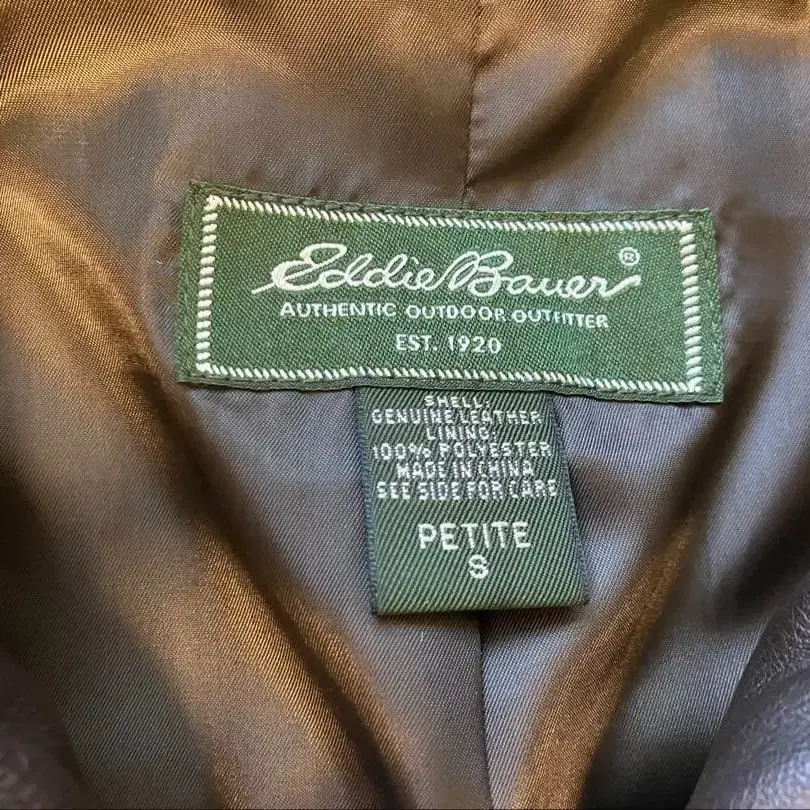 Eddie Bauer®
AUTHENTIC OUTDOOR OUTFITTER
EST. 1920
SHELL:
GENUINE LEATHER
LINING:
100% POLYESTER
MADE IN CHINA
SEE SIDE FOR CARE
PETITE
S